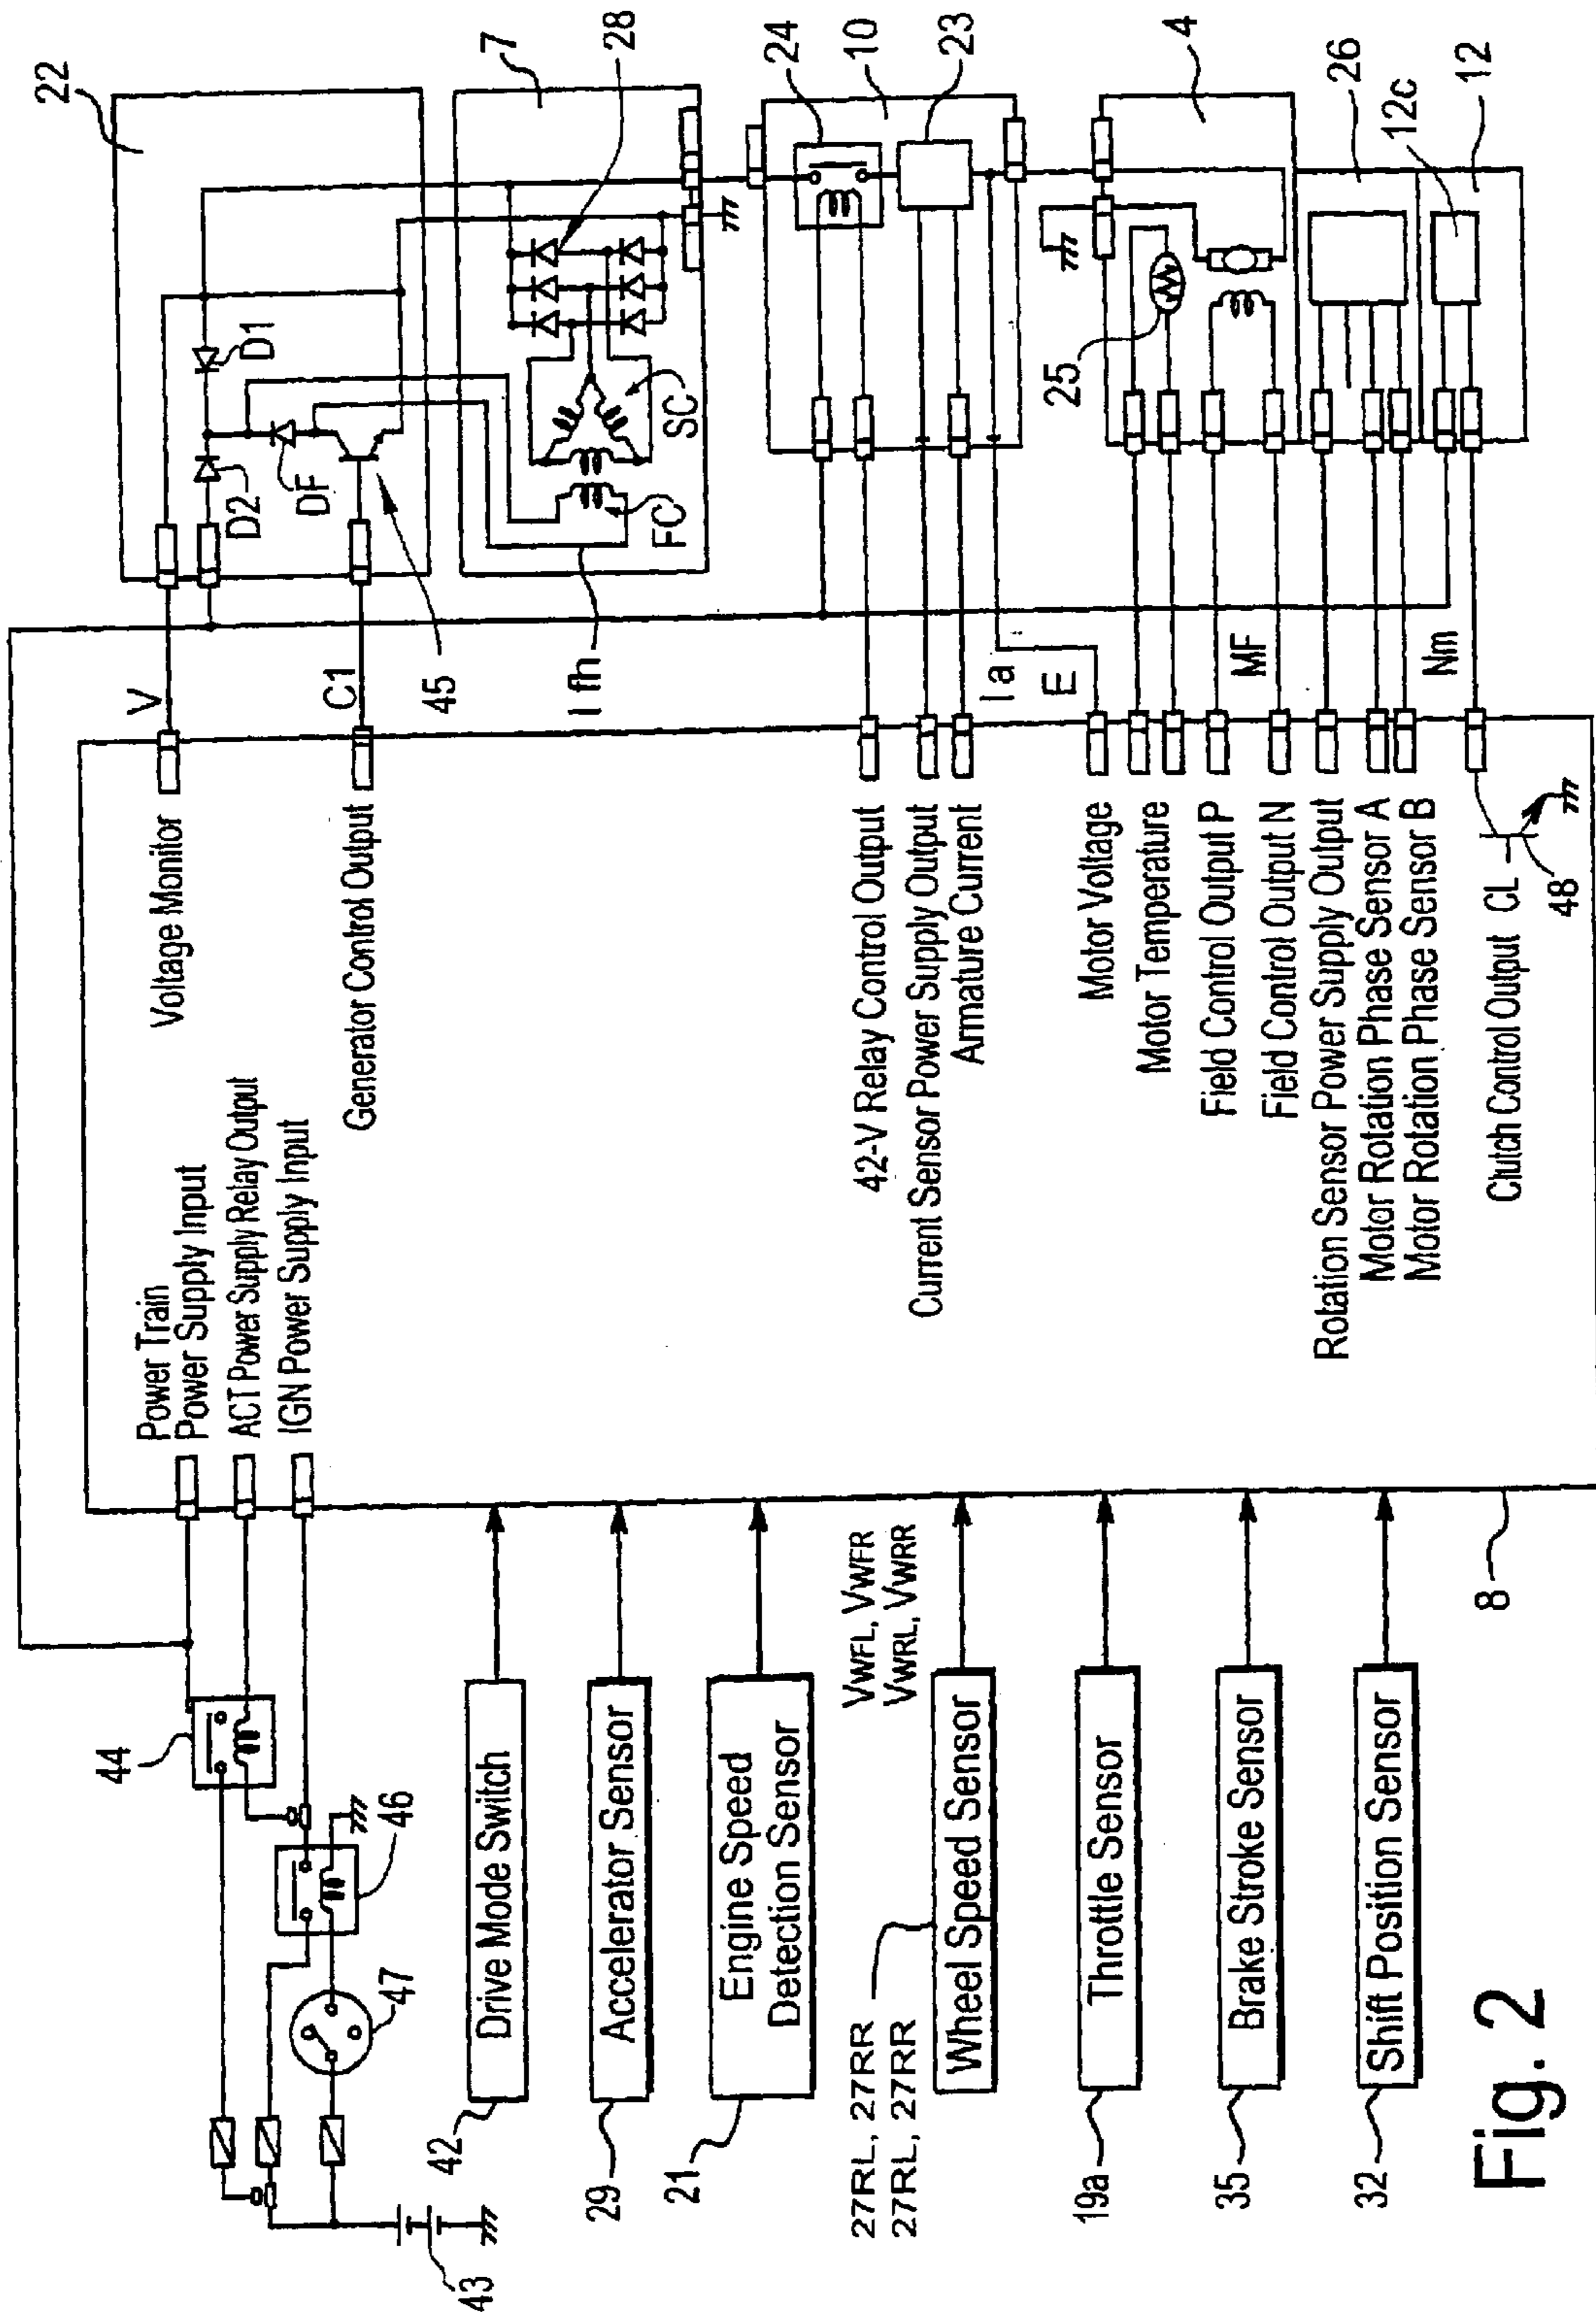 22
7
28
24
10
23
4
26
12c
12
D1
D2
DF
SC
FC
25
V
C1
45
I fh
Ia
E
MF
Nm
Voltage Monitor
Generator Control Output
42-V Relay Control Output
Current Sensor Power Supply Output
Armature Current
Motor Voltage
Motor Temperature
Field Control Output P
Field Control Output N
Rotation Sensor Power Supply Output
Motor Rotation Phase Sensor A
Motor Rotation Phase Sensor B
Clutch Control Output CL
48
Power Train
Power Supply Input
ACT Power Supply Relay Output
IGN Power Supply Input
8
44
46
47
43
VWFL, VWFR
VWRL, VWRR
Drive Mode Switch
42
Accelerator Sensor
29
Engine Speed
Detection Sensor
21
Wheel Speed Sensor
27RL, 27RR
27RL, 27RR
Throttle Sensor
19a
Brake Stroke Sensor
35
Shift Position Sensor
32
Fig. 2